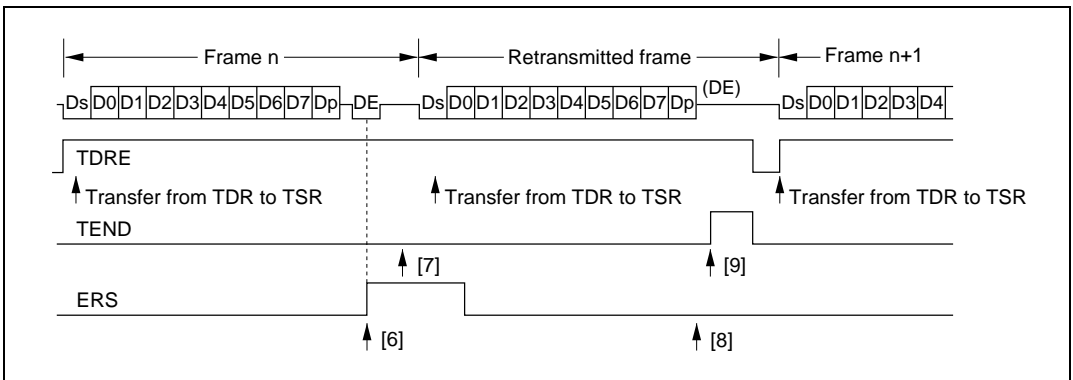 Frame n Retransmitted frame Frame n+1
Ds D0 D1 D2 D3 D4 D5 D6 D7 Dp DE Ds D0 D1 D2 D3 D4 D5 D6 D7 Dp (DE) Ds D0 D1 D2 D3 D4
TDRE
Transfer from TDR to TSR Transfer from TDR to TSR Transfer from TDR to TSR
TEND
[7] [9]
ERS
[6] [8]